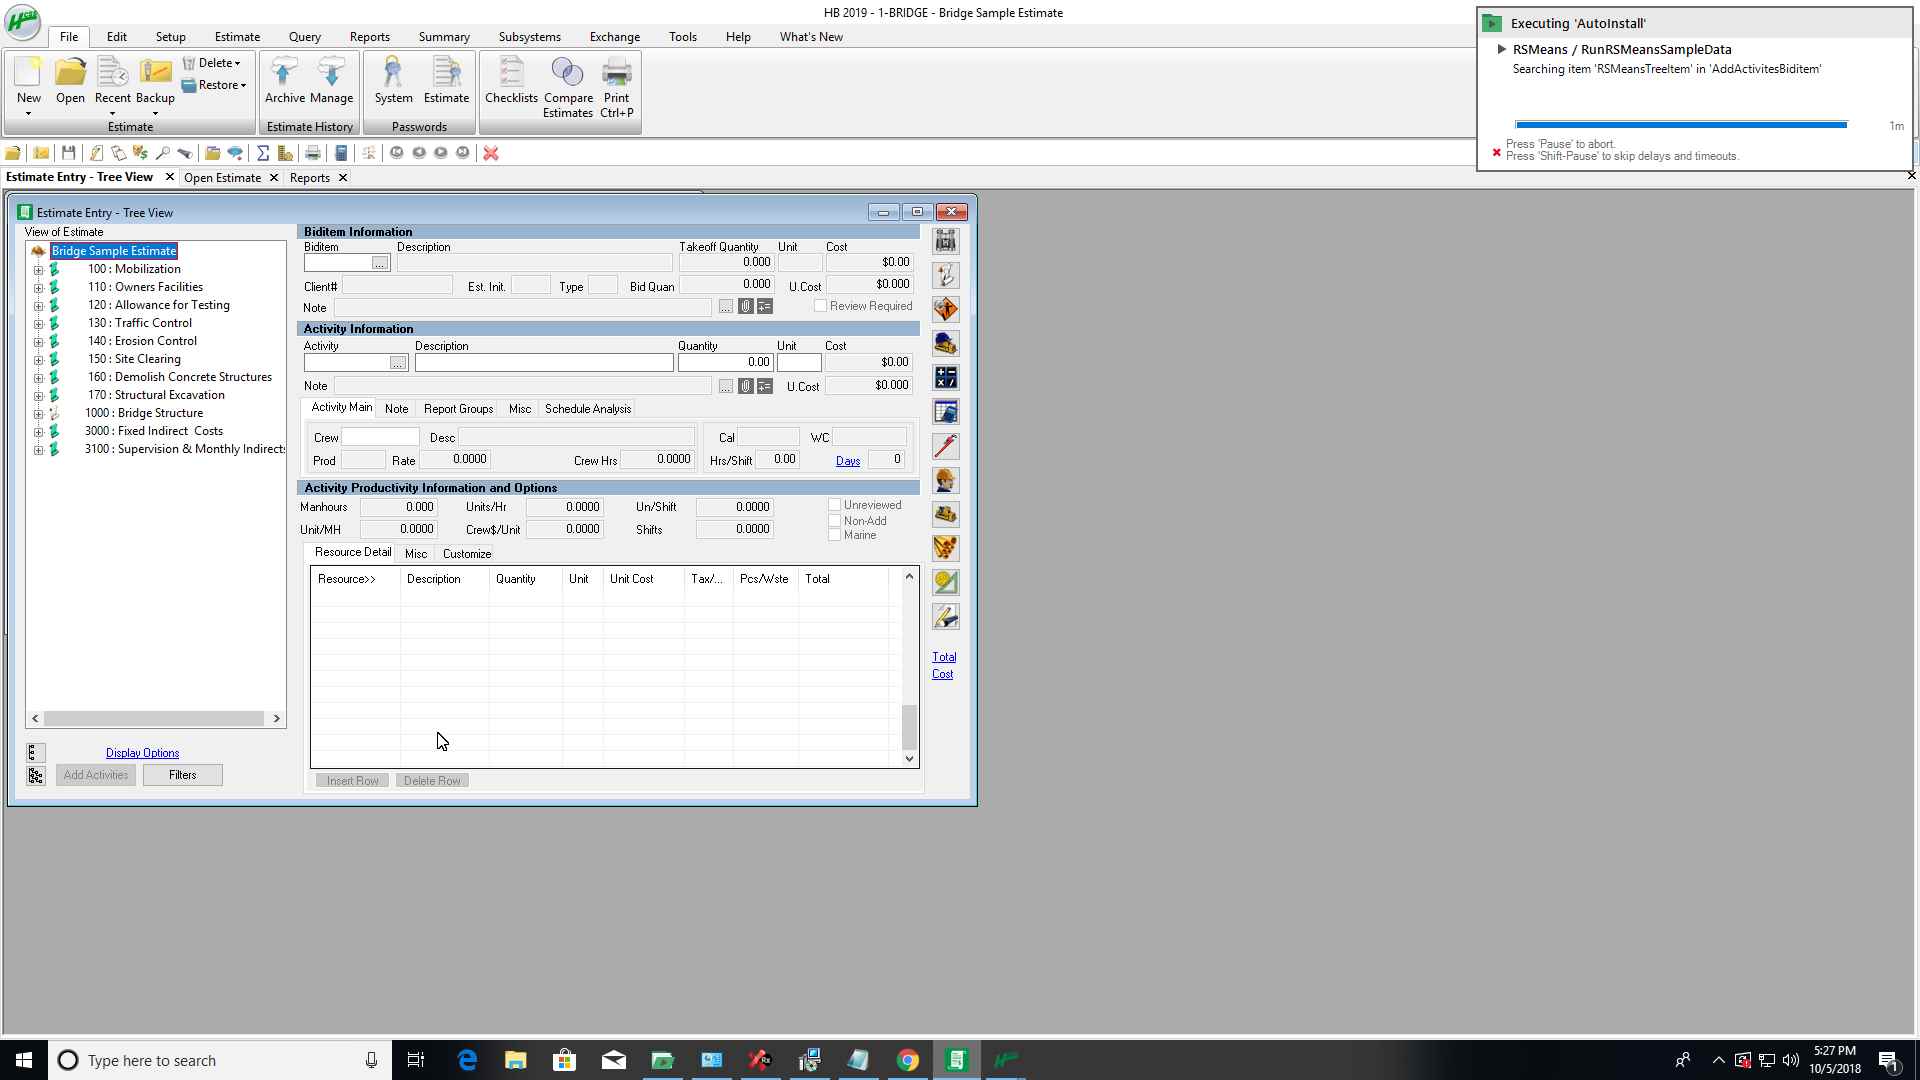 HB 2019 - 1-BRIDGE - Bridge Sample Estimate
File Edit Setup Estimate Query Reports Summary Subsystems Exchange Tools Help What's New
New Open Recent Backup Delete Restore
Estimate
Archive Manage
Estimate History
System Estimate
Passwords
Checklists Compare Estimates Print Ctrl+P
Executing 'AutoInstall'
RSMeans / RunRSMeansSampleData
Searching item 'RSMeansTreeItem' in 'AddActivitesBiditem'
1m
Press 'Pause' to abort.
Press 'Shift-Pause' to skip delays and timeouts.
Estimate Entry - Tree View Open Estimate Reports
Estimate Entry - Tree View
View of Estimate
Bridge Sample Estimate
100 : Mobilization
110 : Owners Facilities
120 : Allowance for Testing
130 : Traffic Control
140 : Erosion Control
150 : Site Clearing
160 : Demolish Concrete Structures
170 : Structural Excavation
1000 : Bridge Structure
3000 : Fixed Indirect Costs
3100 : Supervision & Monthly Indirects
Display Options
Add Activities Filters
Biditem Information
Biditem Description Takeoff Quantity Unit Cost
... 0.000 $0.00
Client# Est. Init. Type Bid Quan 0.000 U.Cost $0.000
Note ... Review Required
Activity Information
Activity Description Quantity Unit Cost
... 0.00 $0.00
Note ... U.Cost $0.000
Activity Main Note Report Groups Misc Schedule Analysis
Crew Desc Cal WC
Prod Rate 0.0000 Crew Hrs 0.0000 Hrs/Shift 0.00 Days 0
Activity Productivity Information and Options
Manhours 0.000 Units/Hr 0.0000 Un/Shift 0.0000 Unreviewed
Non-Add
Unit/MH 0.0000 Crew$/Unit 0.0000 Shifts 0.0000 Marine
Resource Detail Misc Customize
Resource>> Description Quantity Unit Unit Cost Tax/... Pcs/Wste Total
Insert Row Delete Row
Total
Cost
Type here to search
5:27 PM
10/5/2018
1